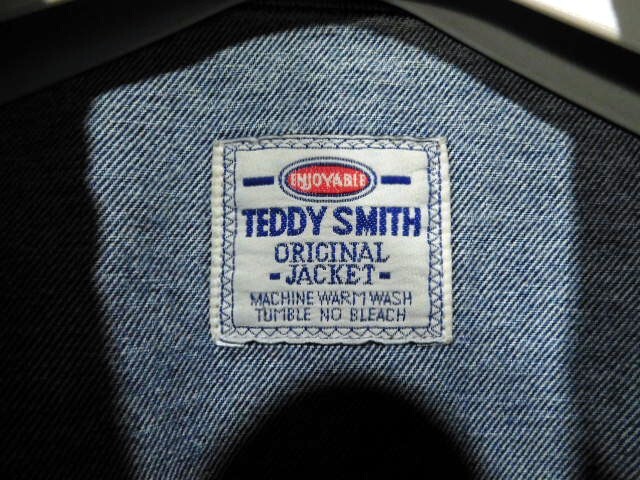 ENJOYABLE
TEDDY SMITH
ORIGINAL
- JACKET -
MACHINE WARM WASH
TUMBLE NO BLEACH